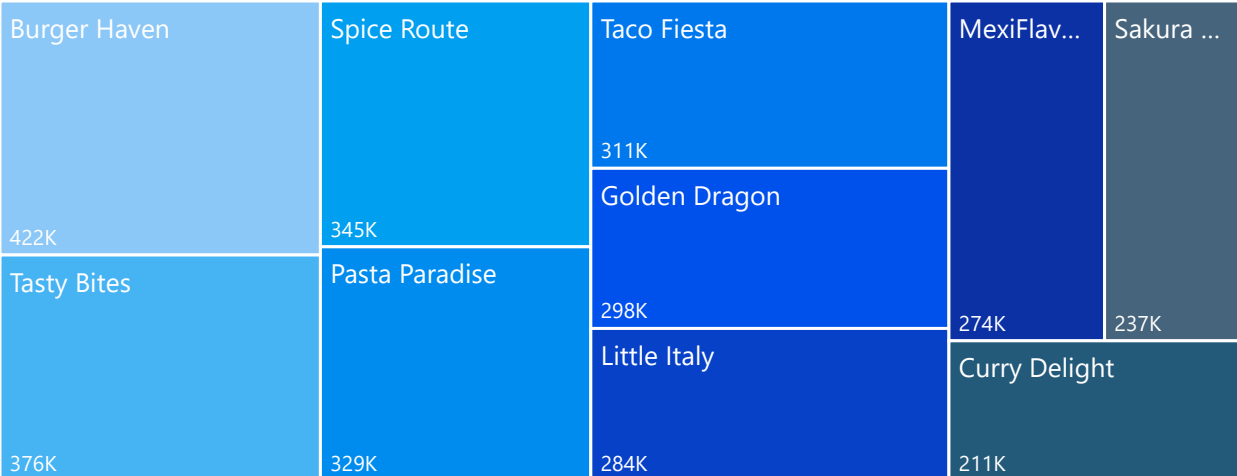 Burger Haven
422K
Tasty Bites
376K
Spice Route
345K
Pasta Paradise
329K
Taco Fiesta
311K
Golden Dragon
298K
Little Italy
284K
MexiFlav...
274K
Sakura ...
237K
Curry Delight
211K